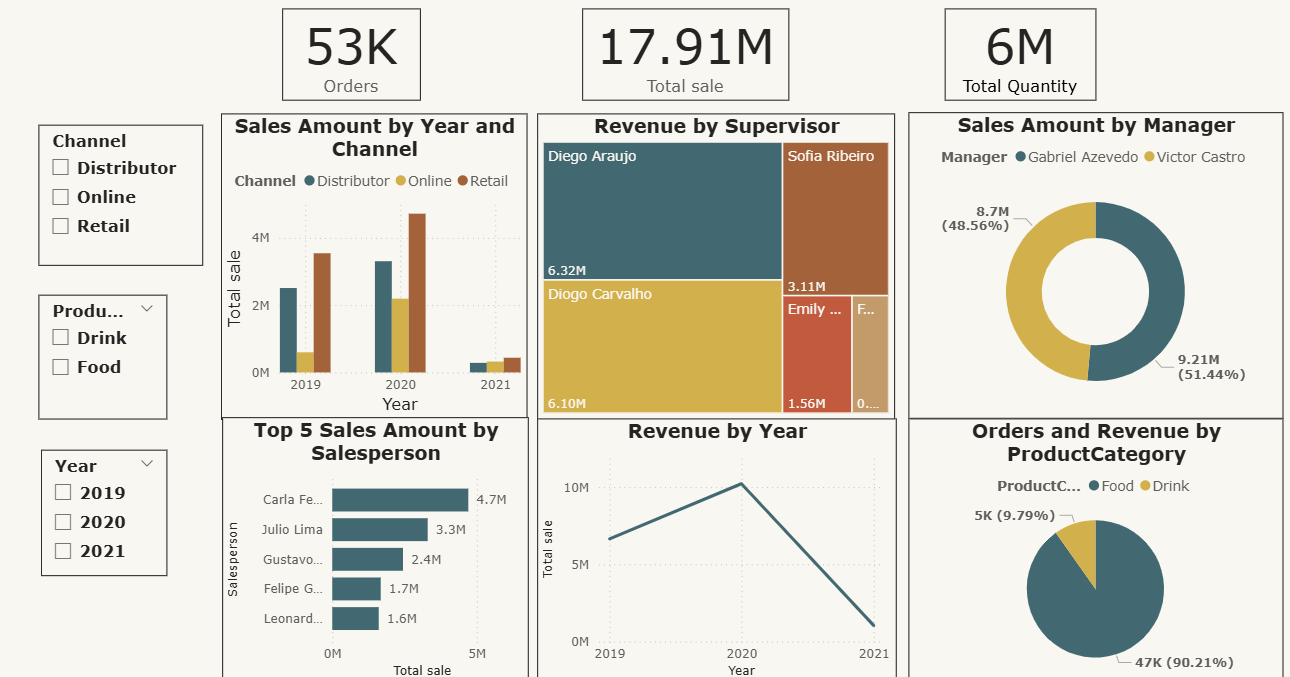 53K
Orders
17.91M
Total sale
6M
Total Quantity
Channel
Distributor
Online
Retail
Produ...
Drink
Food
Year
2019
2020
2021
Sales Amount by Year and
Channel
Channel Distributor Online Retail
Total sale
4M
2M
0M
2019 2020 2021
Year
Revenue by Supervisor
Diego Araujo
6.32M
Diogo Carvalho
6.10M
Sofia Ribeiro
3.11M
Emily ...
1.56M
F...
0....
Sales Amount by Manager
Manager Gabriel Azevedo Victor Castro
8.7M
(48.56%)
9.21M
(51.44%)
Top 5 Sales Amount by
Salesperson
Salesperson
Carla Fe... 4.7M
Julio Lima 3.3M
Gustavo... 2.4M
Felipe G... 1.7M
Leonard... 1.6M
0M 5M
Total sale
Revenue by Year
Total sale
10M
5M
0M
2019 2020 2021
Year
Orders and Revenue by
ProductCategory
ProductC... Food Drink
5K (9.79%)
47K (90.21%)